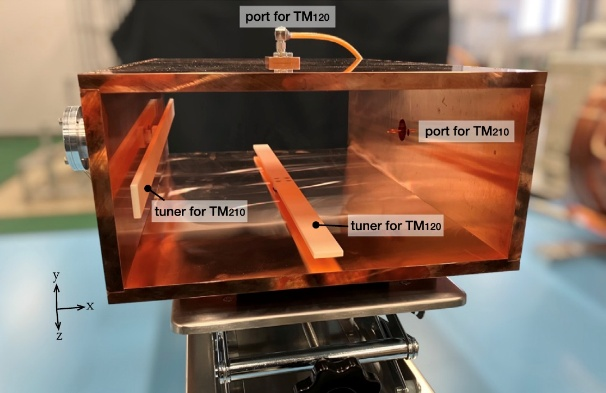 port for TM120
port for TM210
tuner for TM210
tuner for TM120
y
x
z